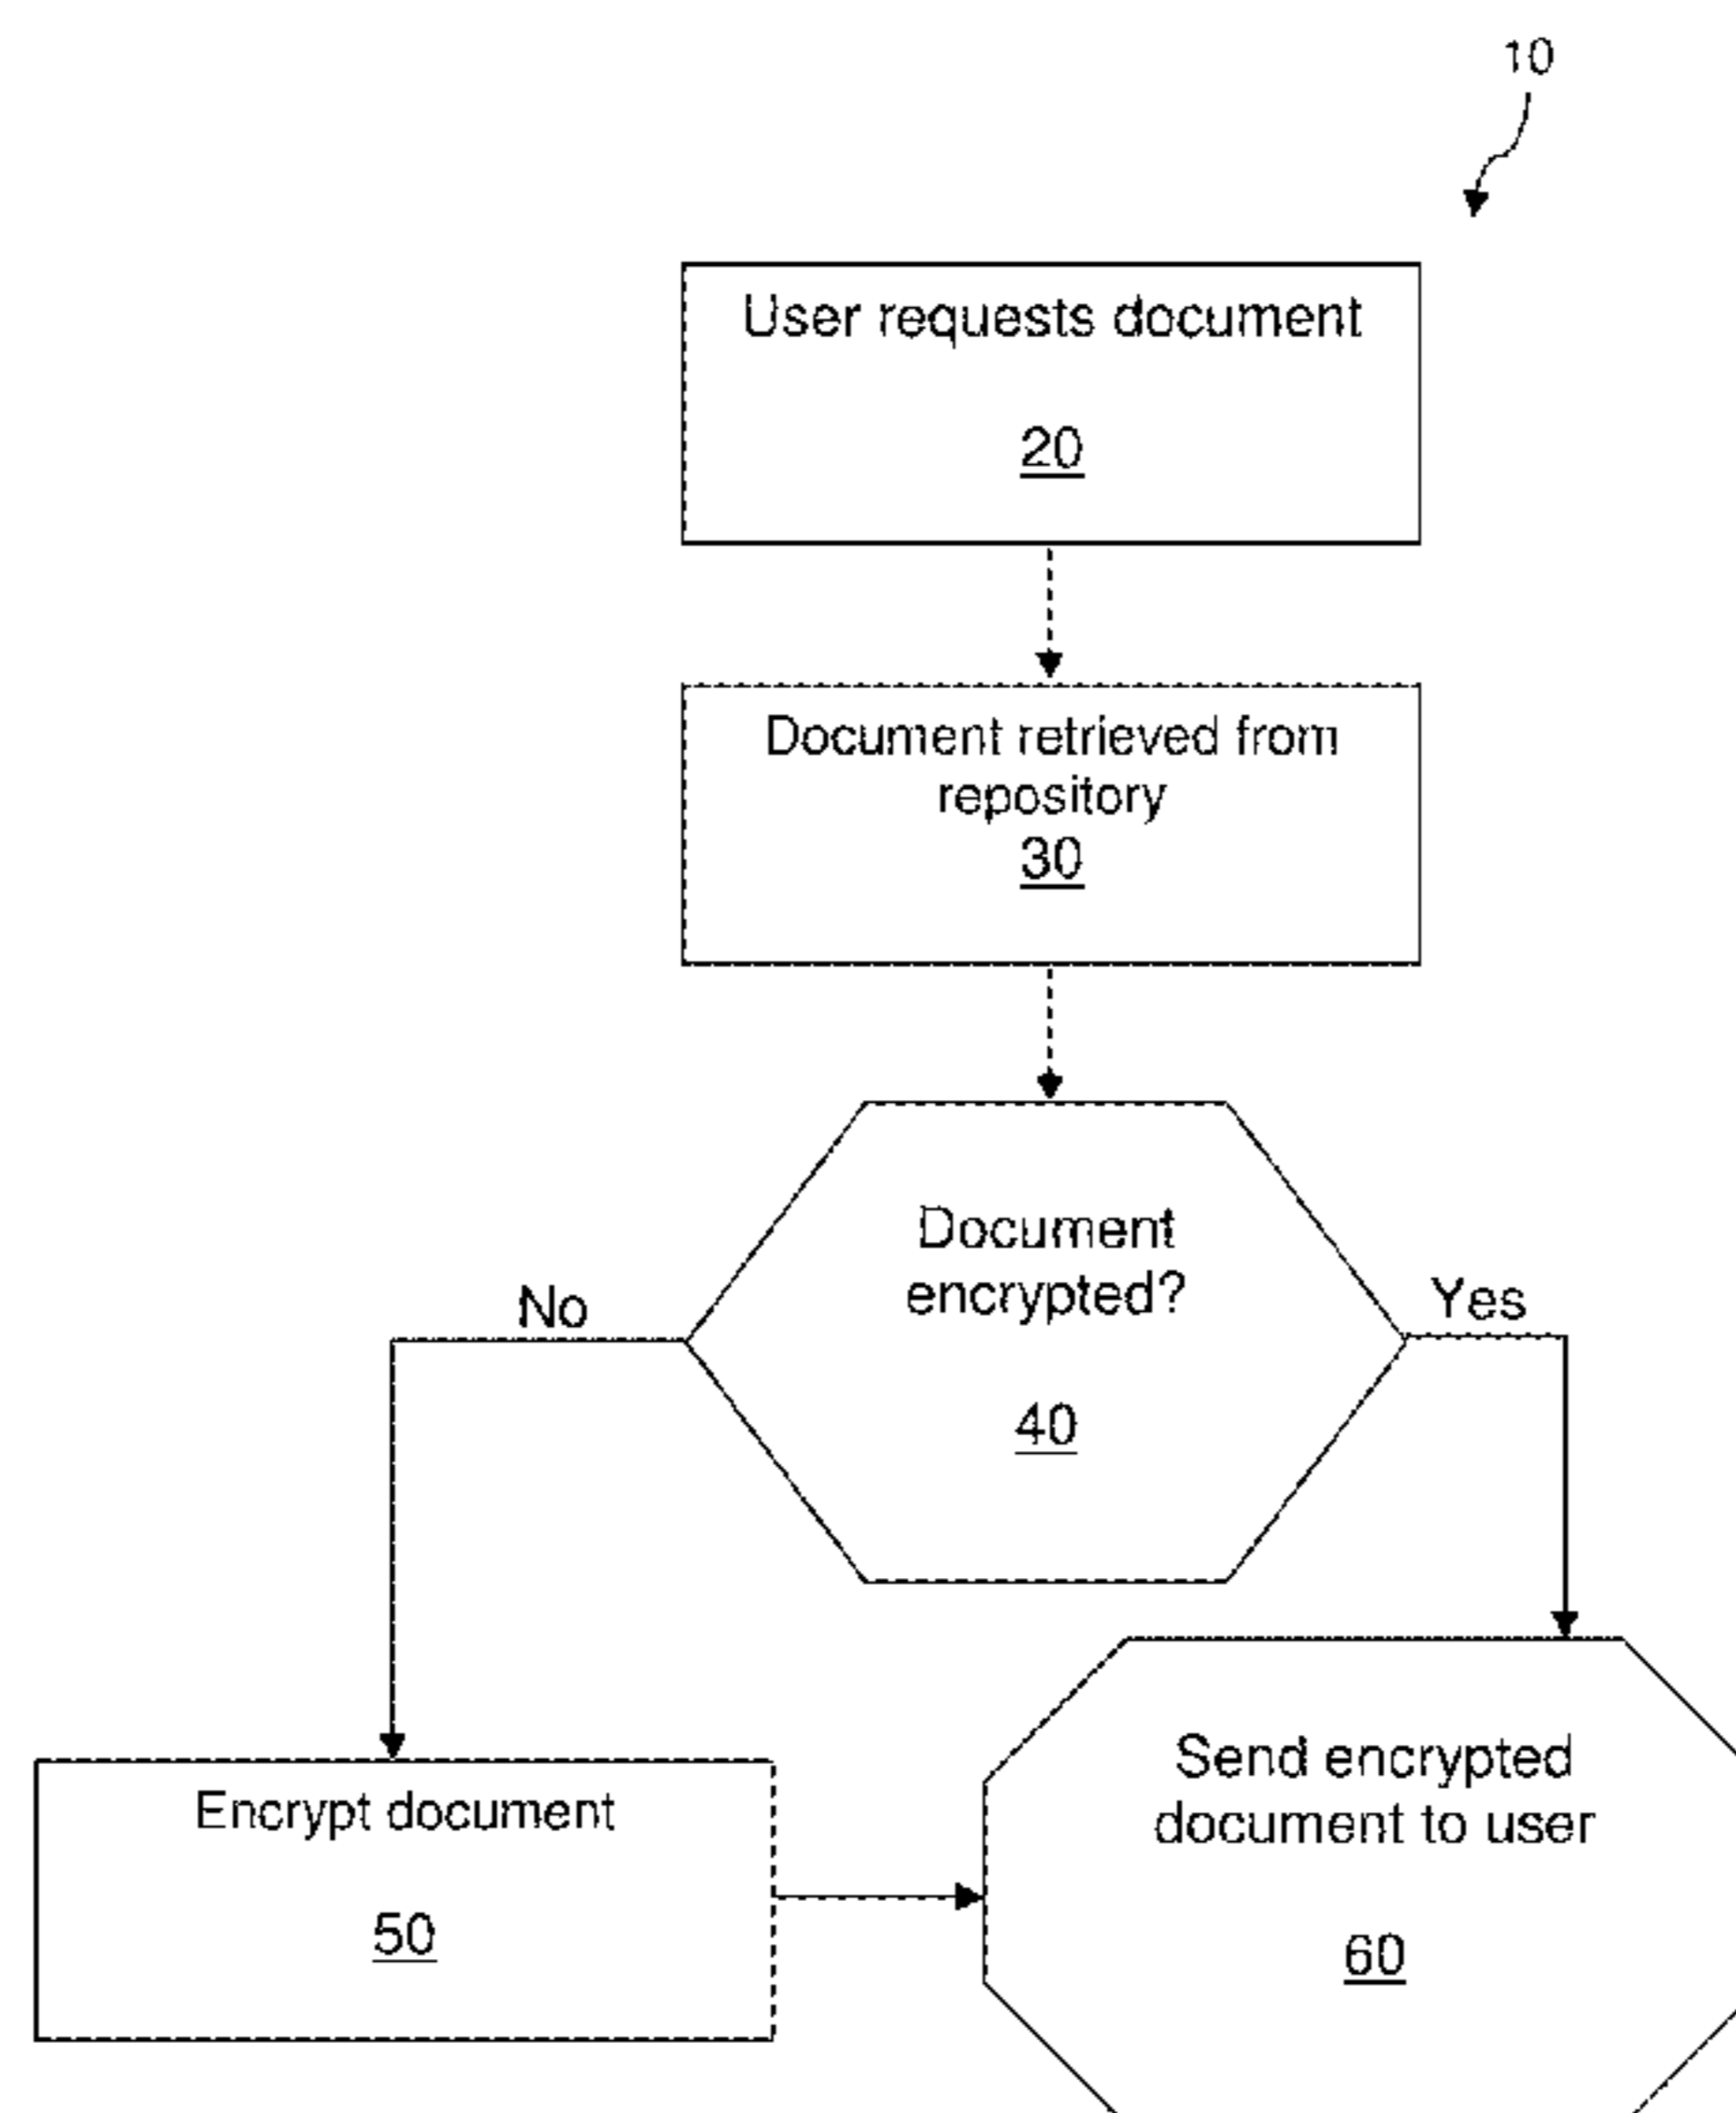 10
User requests document
20
Document retrieved from
repository
30
Document
encrypted?
40
No
Yes
Encrypt document
50
Send encrypted
document to user
60